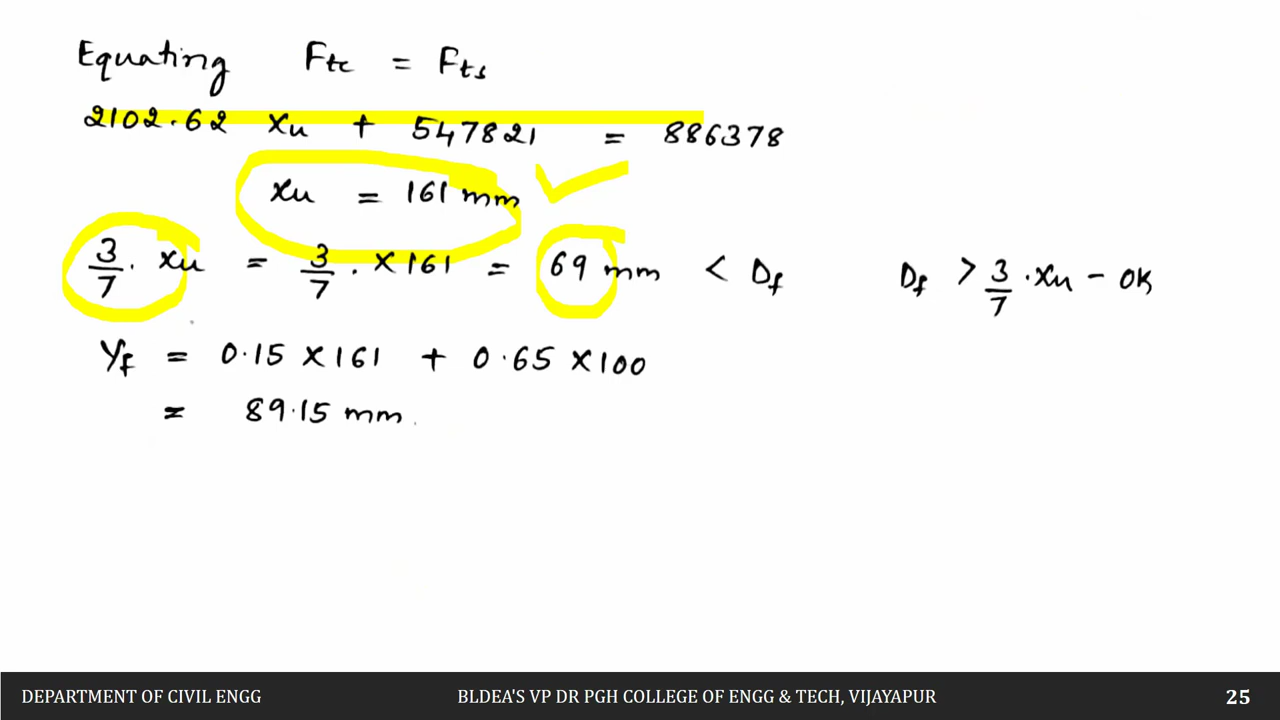 Equating Ftc = Fts
2102.62 xu + 547821 = 886378
xu = 161 mm
3/7 . xu = 3/7 . × 161 = 69 mm < Df Df > 3/7 . xu - OK
Yf = 0.15 × 161 + 0.65 × 100
= 89.15 mm.
DEPARTMENT OF CIVIL ENGG BLDEA'S VP DR PGH COLLEGE OF ENGG & TECH, VIJAYAPUR 25